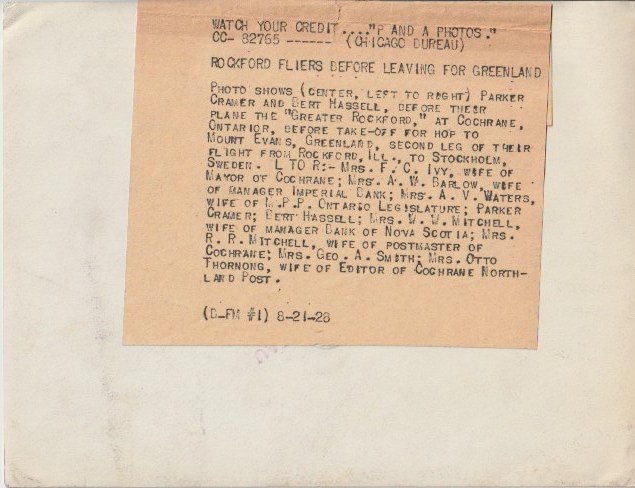 WATCH YOUR CREDIT...."P AND A PHOTOS."
CC- 82765 ------ (CHICAGO BUREAU)
ROCKFORD FLIERS BEFORE LEAVING FOR GREENLAND
PHOTO SHOWS (CENTER, LEFT TO RIGHT) PARKER
CRAMER AND BERT HASSELL, BEFORE THEIR
PLANE THE "GREATER ROCKFORD," AT COCHRANE,
ONTARIOR, BEFORE TAKE-OFF FOR HOP TO
MOUNT EVANS, GREENLAND, SECOND LEG OF THEIR
FLIGHT FROM ROCKFORD, ILL., TO STOCKHOEM,
SWEDEN. L TO R:- MRS. F. C. IVY, WIFE OF
MAYOR OF COCHRANE; MRS. A. W. BARLOW, WIFE
OF MANAGER IMPERIAL BANK; MRS. A. V. WATERS,
WIFE OF M.P.P. ONTARIO LEGISLATURE; PARKER
CRAMER; BERT HASSELL; MRS. W. W. MITCHELL,
WIFE OF MANAGER BANK OF NOVA SCOTIA; MRS.
R. R. MITCHELL, WIFE OF POSTMASTER OF
COCHRANE; MRS. GEO. A. SMITH; MRS. OTTO
THORNONG, WIFE OF EDITOR OF COCHRANE NORTH-
LAND POST.
(D-FM #1) 8-21-28